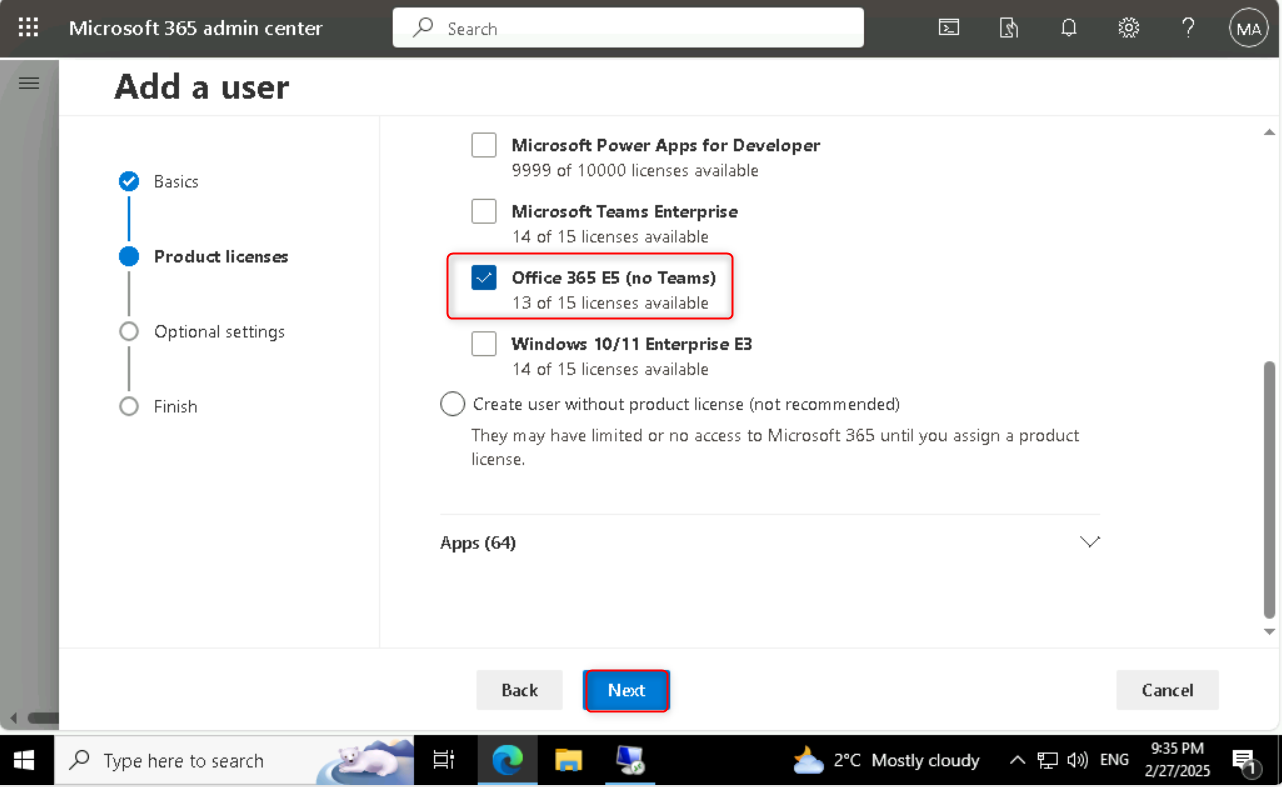 Microsoft 365 admin center
Search
MA
Add a user
Basics
Product licenses
Optional settings
Finish
Microsoft Power Apps for Developer
9999 of 10000 licenses available
Microsoft Teams Enterprise
14 of 15 licenses available
Office 365 E5 (no Teams)
13 of 15 licenses available
Windows 10/11 Enterprise E3
14 of 15 licenses available
Create user without product license (not recommended)
They may have limited or no access to Microsoft 365 until you assign a product
license.
Apps (64)
Back
Next
Cancel
Type here to search
2°C Mostly cloudy
ENG
9:35 PM
2/27/2025
1